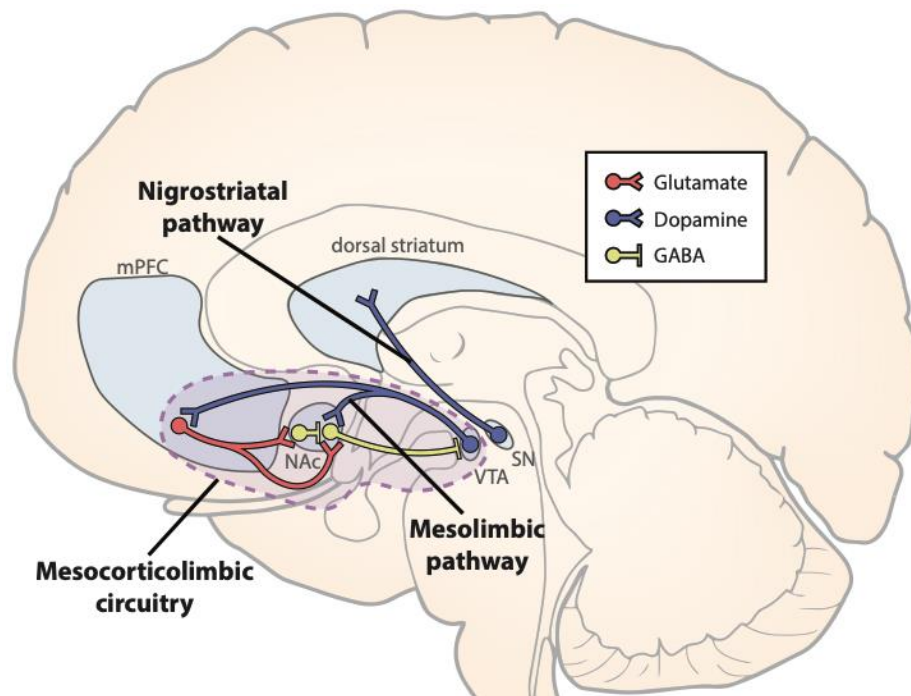 Nigrostriatal
pathway
mPFC
dorsal striatum
Glutamate
Dopamine
GABA
NAc
SN
VTA
Mesolimbic
pathway
Mesocorticolimbic
circuitry